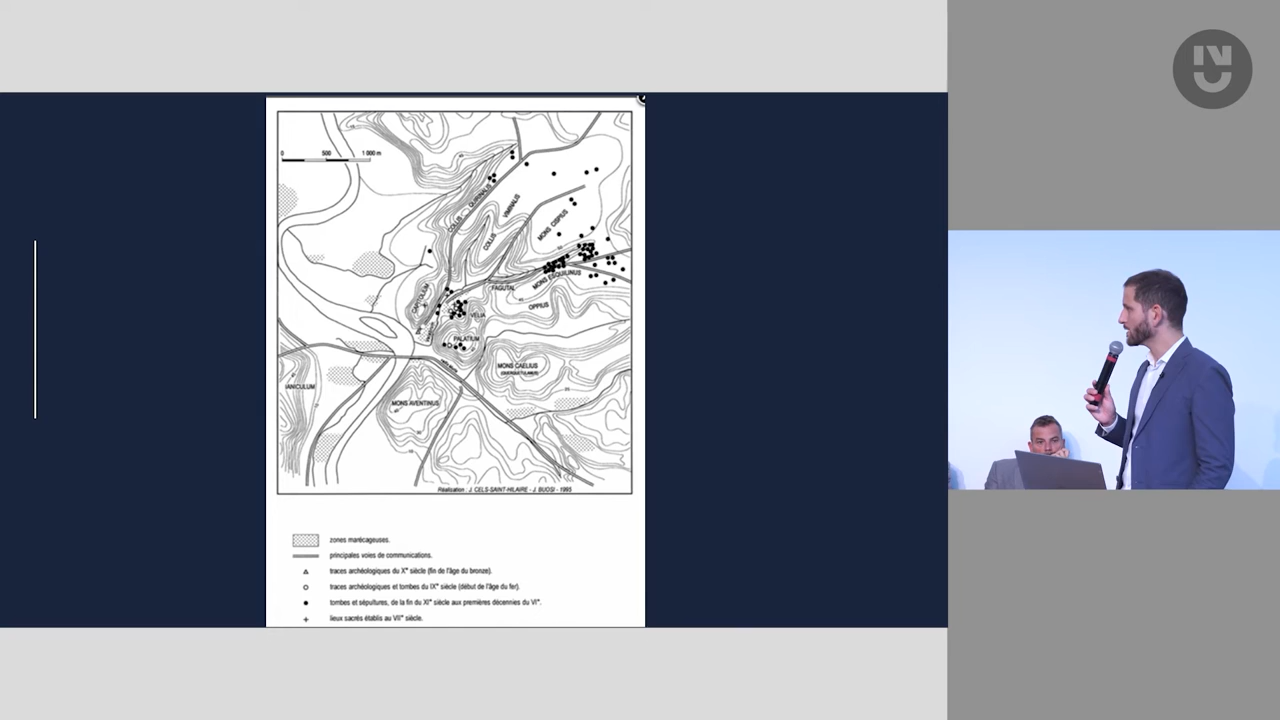 0 500 1 000 m
COLLIS QUIRINALIS
COLLIS VIMINALIS
MONS CISPIUS
MONS ESQUILINUS
FAGUTAL
OPPIUS
CAPITOLIUM
VELIA
PALATIUM
MONS CAELIUS
(QUERQUETULANUS)
IANICULUM
MONS AVENTINUS
Réalisation : J. CELS-SAINT-HILAIRE - J. BUOSI - 1995
zones marécageuses.
principales voies de communications.
traces archéologiques du Xe siècle (fin de l'âge du bronze).
traces archéologiques et tombes du IXe siècle (début de l'âge du fer).
tombes et sépultures, de la fin du XIe siècle aux premières décennies du VIe.
lieux sacrés établis au VIIe siècle.